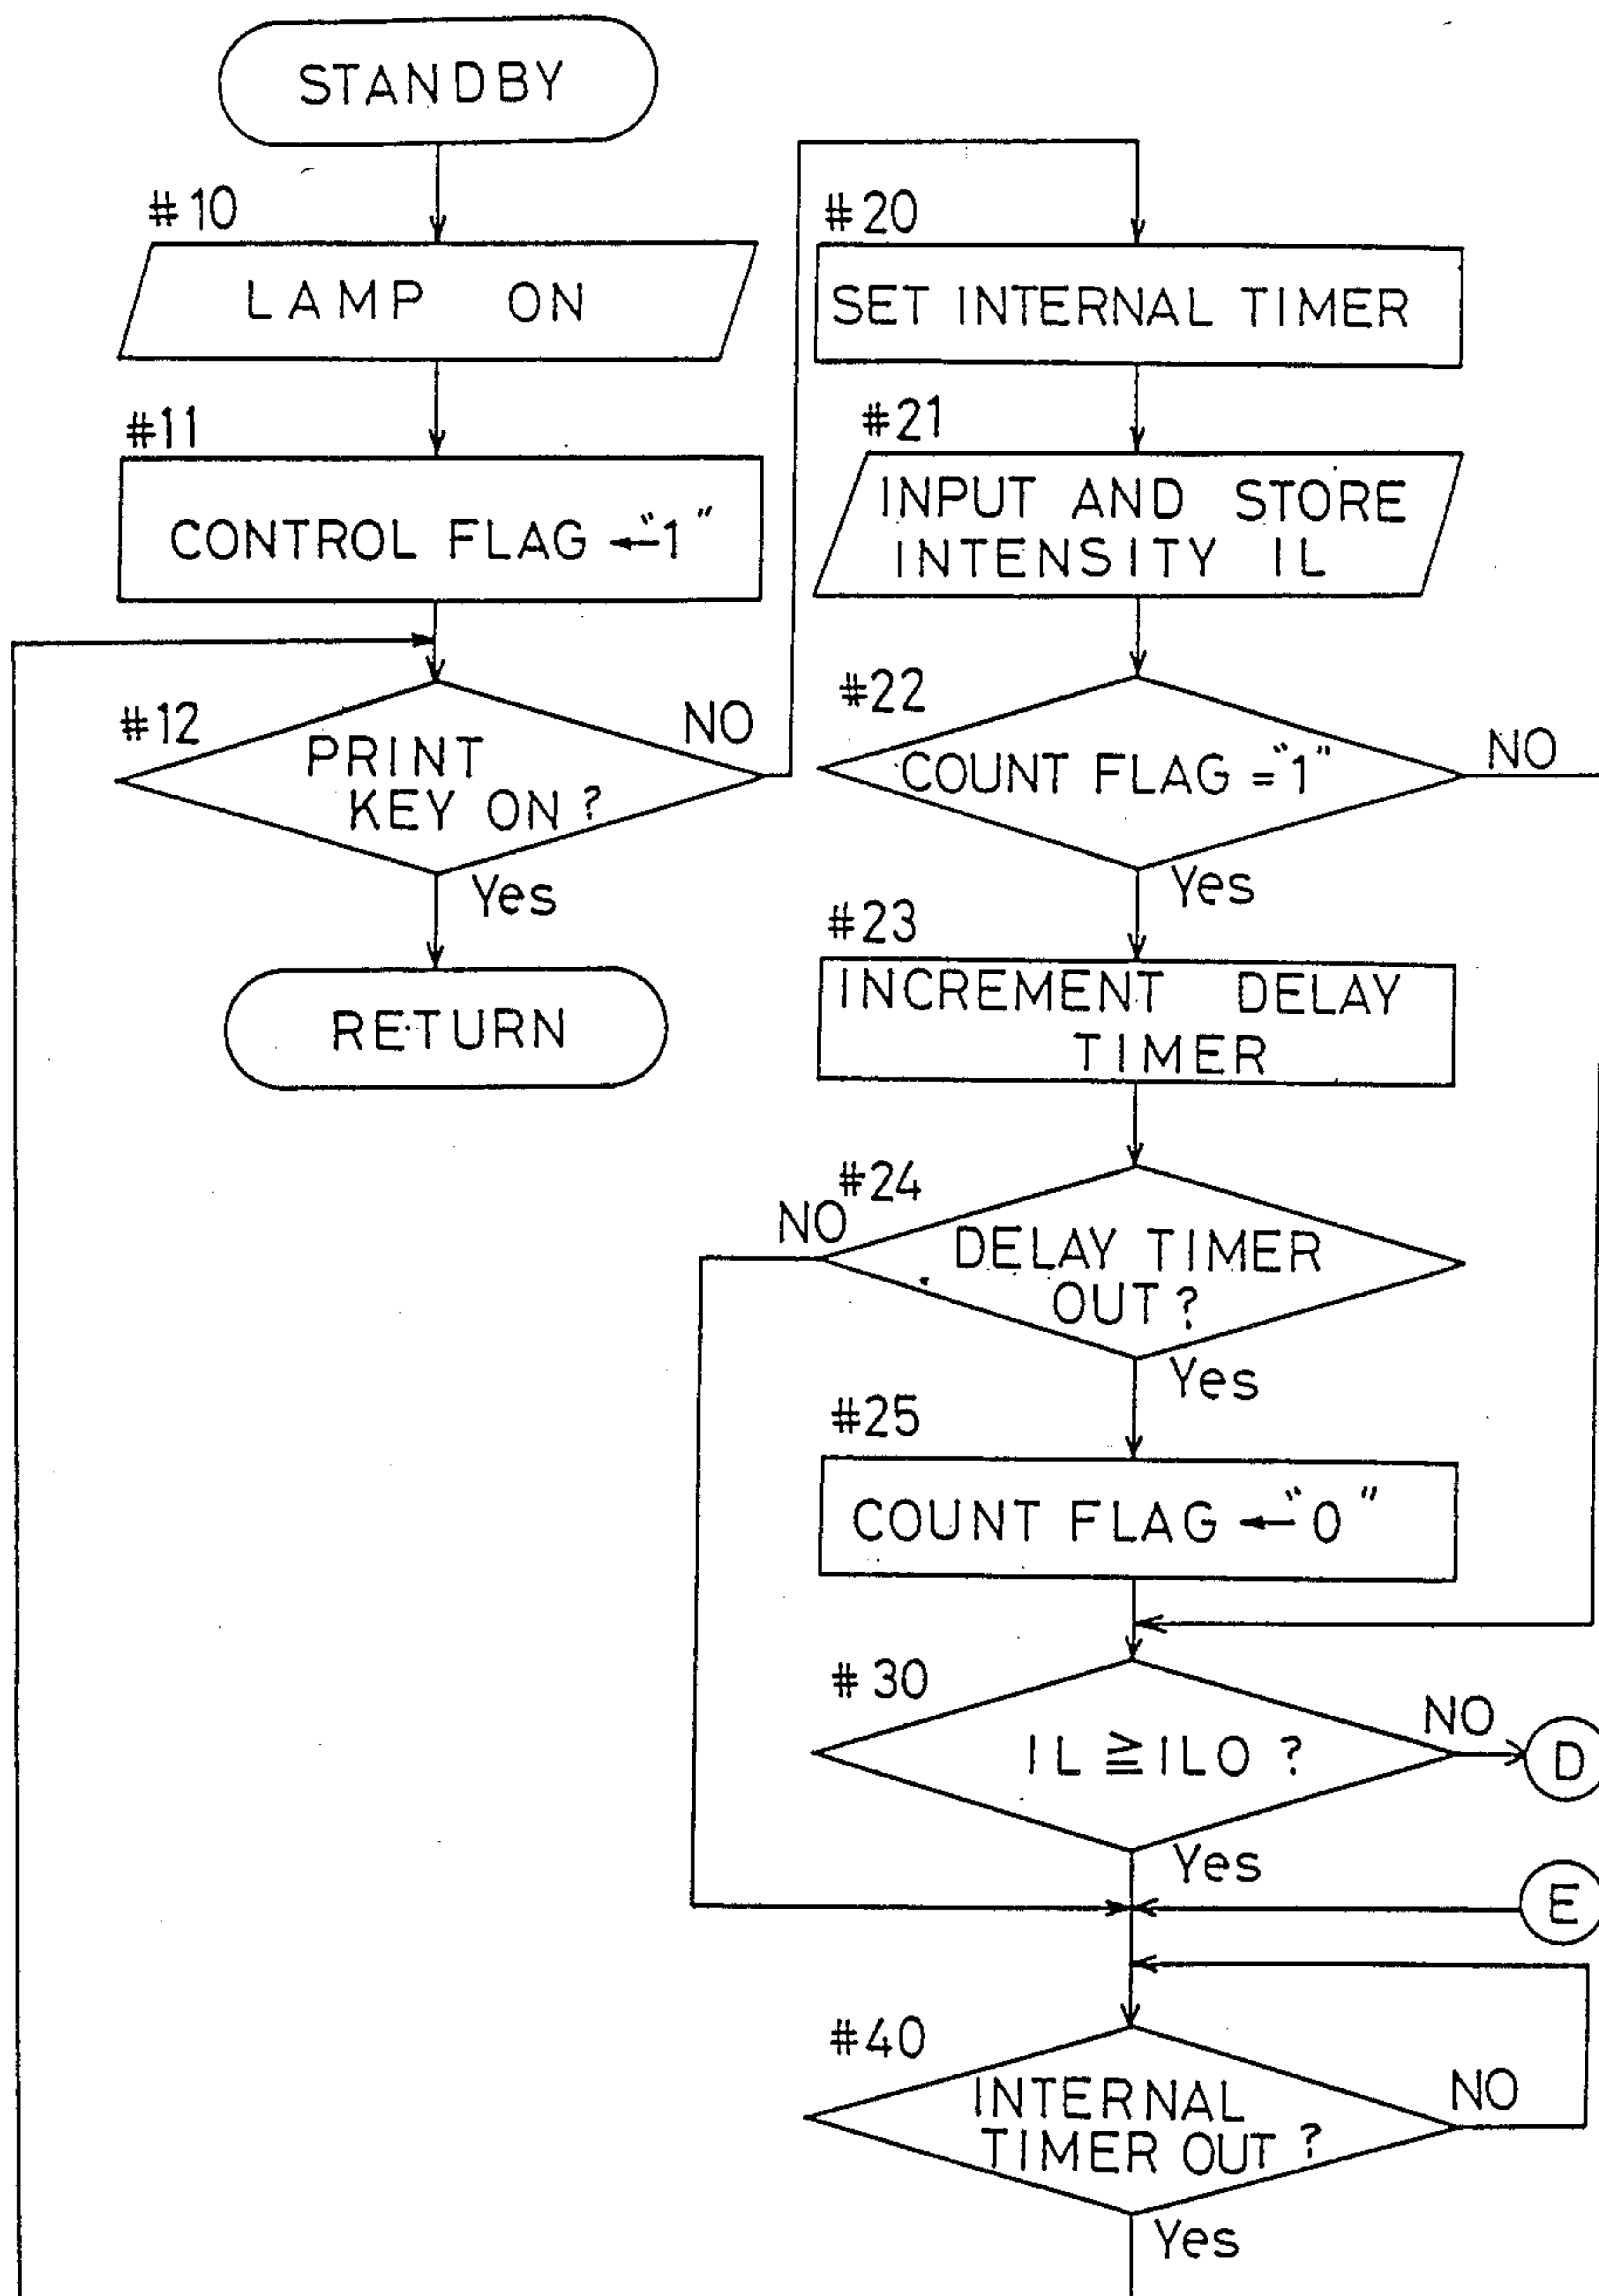 STANDBY
#10
LAMP ON
#11
CONTROL FLAG ← "1"
#12
PRINT
KEY ON ?
NO
Yes
RETURN
#20
SET INTERNAL TIMER
#21
INPUT AND STORE
INTENSITY IL
#22
COUNT FLAG = "1"
NO
Yes
#23
INCREMENT DELAY
TIMER
#24
NO
DELAY TIMER
OUT ?
Yes
#25
COUNT FLAG ← "0"
#30
IL ≧ ILO ?
NO
D
Yes
E
#40
INTERNAL
TIMER OUT ?
NO
Yes